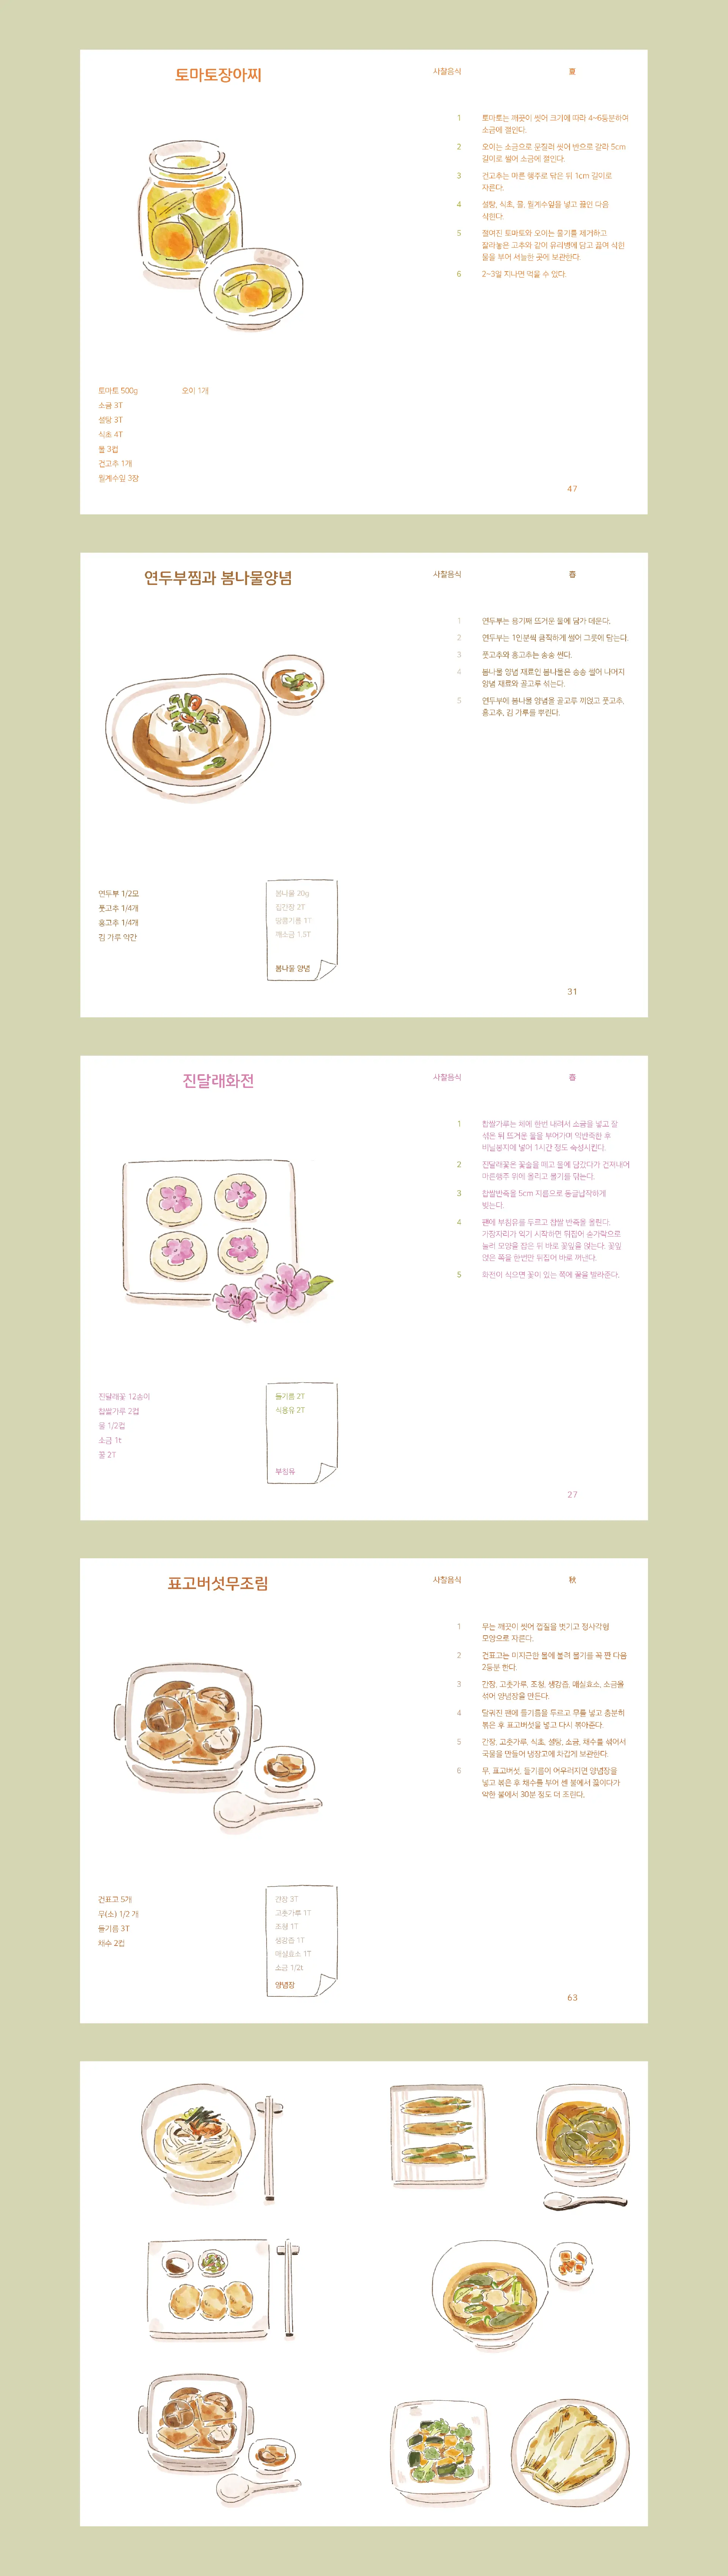 토마토장아찌
사찰음식
夏
1 토마토는 깨끗이 씻어 크기에 따라 4~6등분하여
소금에 절인다.
2 오이는 소금으로 문질러 씻어 반으로 갈라 5cm
길이로 썰어 소금에 절인다.
3 건고추는 마른 행주로 닦은 뒤 1cm 길이로
자른다.
4 설탕, 식초, 물, 월계수잎을 넣고 끓인 다음
식힌다.
5 절여진 토마토와 오이는 물기를 제거하고
잘라놓은 고추와 같이 유리병에 담고 끓여 식힌
물을 부어 서늘한 곳에 보관한다.
6 2~3일 지나면 먹을 수 있다.
토마토 500g
오이 1개
소금 3T
설탕 3T
식초 4T
물 3컵
건고추 1개
월계수잎 3장
47
연두부찜과 봄나물양념
사찰음식
春
1 연두부는 용기째 뜨거운 물에 담가 데운다.
2 연두부는 1인분씩 큼직하게 썰어 그릇에 담는다.
3 풋고추와 홍고추는 송송 썬다.
4 봄나물 양념 재료인 봄나물은 송송 썰어 나머지
양념 재료와 골고루 섞는다.
5 연두부에 봄나물 양념을 골고루 끼얹고 풋고추,
홍고추, 김 가루를 뿌린다.
연두부 1/2모
풋고추 1/4개
홍고추 1/4개
김 가루 약간
봄나물 20g
집간장 2T
깨소금 1.5T
봄나물 양념
31
진달래화전
사찰음식
春
1 찹쌀가루는 체에 한번 내려서 소금을 넣고 잘
섞은 뒤 뜨거운 물을 부어가며 익반죽한 후
비닐봉지에 넣어 1시간 정도 숙성시킨다.
2 진달래꽃은 꽃술을 떼고 물에 담갔다가 건져내어
마른행주 위에 올리고 물기를 닦는다.
3 찹쌀반죽을 5cm 지름으로 동글납작하게
빚는다.
4 팬에 부침유를 두르고 찹쌀 반죽을 올린다.
가장자리가 익기 시작하면 뒤집어 숟가락으로
눌러 모양을 잡은 뒤 바로 꽃잎을 얹는다. 꽃잎
얹은 쪽을 한번만 뒤집어 바로 꺼낸다.
5 화전이 식으면 꽃이 있는 쪽에 꿀을 발라준다.
진달래꽃 12송이
찹쌀가루 2컵
물 1/2컵
소금 1t
꿀 2T
들기름 2T
식용유 2T
부침유
27
표고버섯무조림
사찰음식
秋
1 무는 깨끗이 씻어 껍질을 벗기고 정사각형
모양으로 자른다.
2 건표고는 미지근한 물에 불려 물기를 꼭 짠 다음
2등분 한다.
3 간장, 고춧가루, 조청, 생강즙, 매실효소, 소금을
섞어 양념장을 만든다.
4 달궈진 팬에 들기름을 두르고 무를 넣고 충분히
볶은 후 표고버섯을 넣고 다시 볶아준다.
5 간장, 고춧가루, 식초, 설탕, 소금, 채수를 섞어서
국물을 만들어 냉장고에 차갑게 보관한다.
6 무, 표고버섯, 들기름이 어우러지면 양념장을
넣고 볶은 후 채수를 부어 센 불에서 끓이다가
약한 불에서 30분 정도 더 조린다.
건표고 5개
무(소) 1/2 개
들기름 3T
채수 2컵
간장 3T
고춧가루 1T
조청 1T
생강즙 1T
매실효소 1T
소금 1/2t
양념장
63